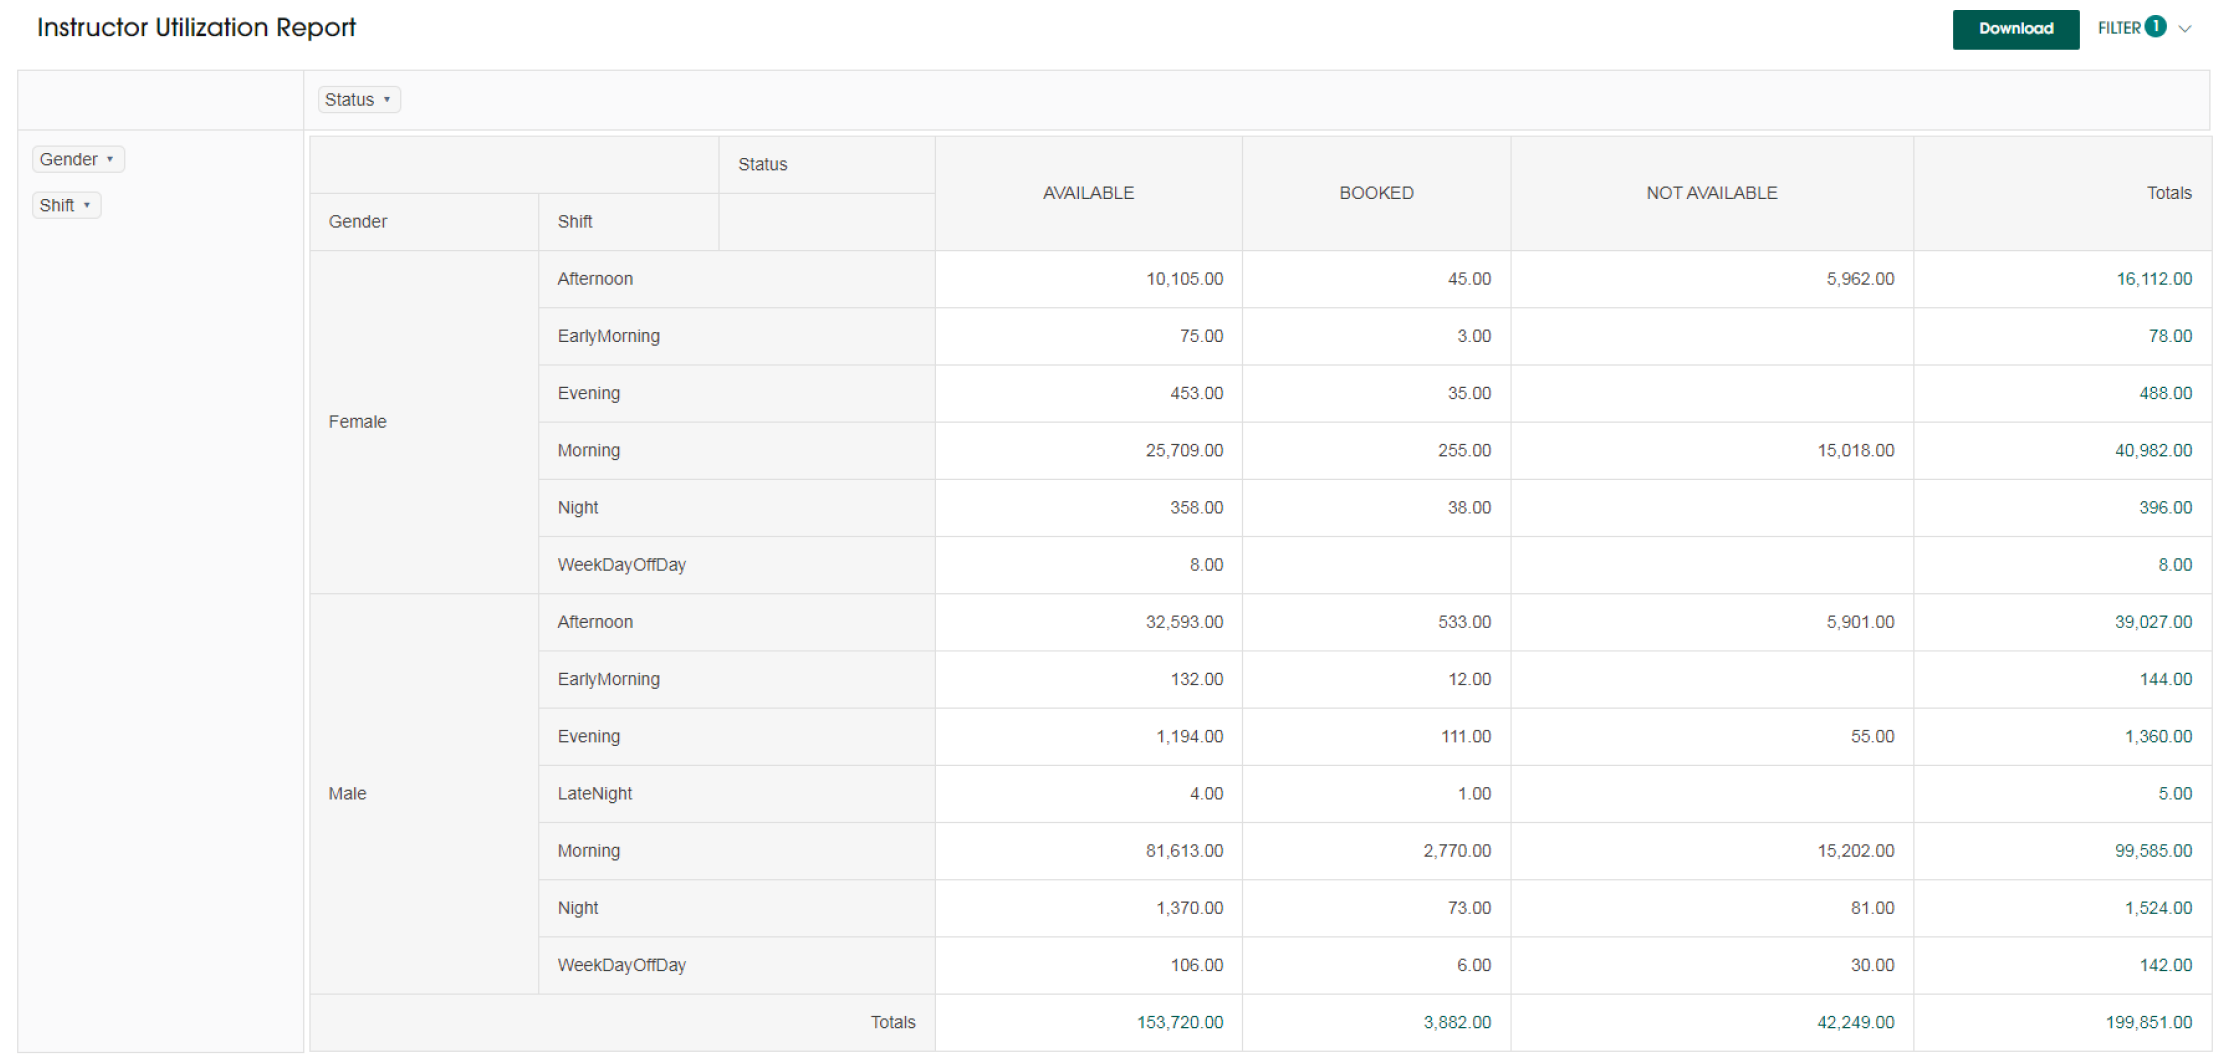 Instructor Utilization Report
Download FILTER 1
Status
Gender
Shift
Status AVAILABLE BOOKED NOT AVAILABLE Totals
Gender Shift
Female
Afternoon 10,105.00 45.00 5,962.00 16,112.00
EarlyMorning 75.00 3.00 78.00
Evening 453.00 35.00 488.00
Morning 25,709.00 255.00 15,018.00 40,982.00
Night 358.00 38.00 396.00
WeekDayOffDay 8.00 8.00
Male
Afternoon 32,593.00 533.00 5,901.00 39,027.00
EarlyMorning 132.00 12.00 144.00
Evening 1,194.00 111.00 55.00 1,360.00
LateNight 4.00 1.00 5.00
Morning 81,613.00 2,770.00 15,202.00 99,585.00
Night 1,370.00 73.00 81.00 1,524.00
WeekDayOffDay 106.00 6.00 30.00 142.00
Totals 153,720.00 3,882.00 42,249.00 199,851.00